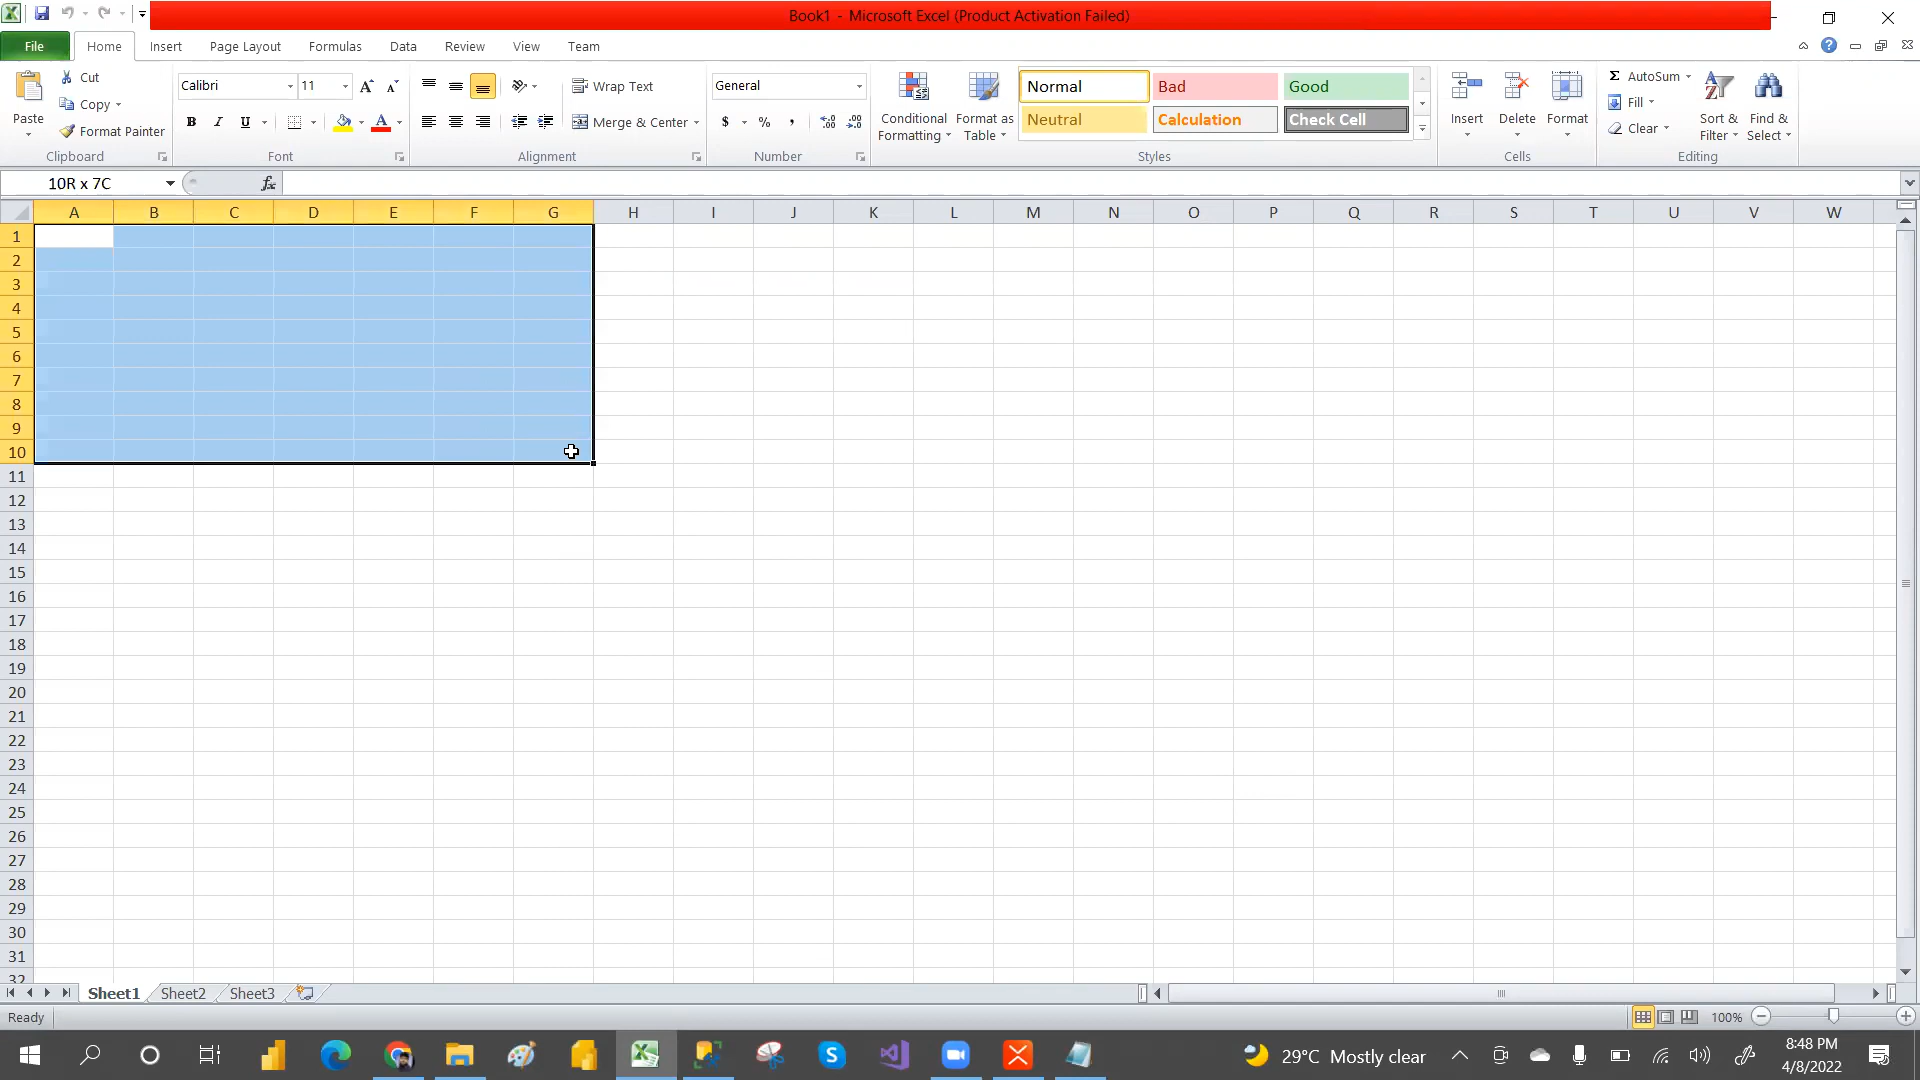 Book1 - Microsoft Excel (Product Activation Failed)
File Home Insert Page Layout Formulas Data Review View Team
Paste
Cut
Copy
Format Painter
Clipboard
Calibri 11
B I U
Font
Wrap Text
Merge & Center
Alignment
General
$ % ,
Number
Conditional Formatting
Format as Table
Normal Bad Good
Neutral Calculation Check Cell
Styles
Insert Delete Format
Cells
Σ AutoSum
Fill
Clear
Sort & Filter
Find & Select
Editing
10R x 7C fx
A B C D E F G H I J K L M N O P Q R S T U V W
1
2
3
4
5
6
7
8
9
10
11
12
13
14
15
16
17
18
19
20
21
22
23
24
25
26
27
28
29
30
31
32
Sheet1 Sheet2 Sheet3
Ready 100%
29°C Mostly clear
8:48 PM
4/8/2022